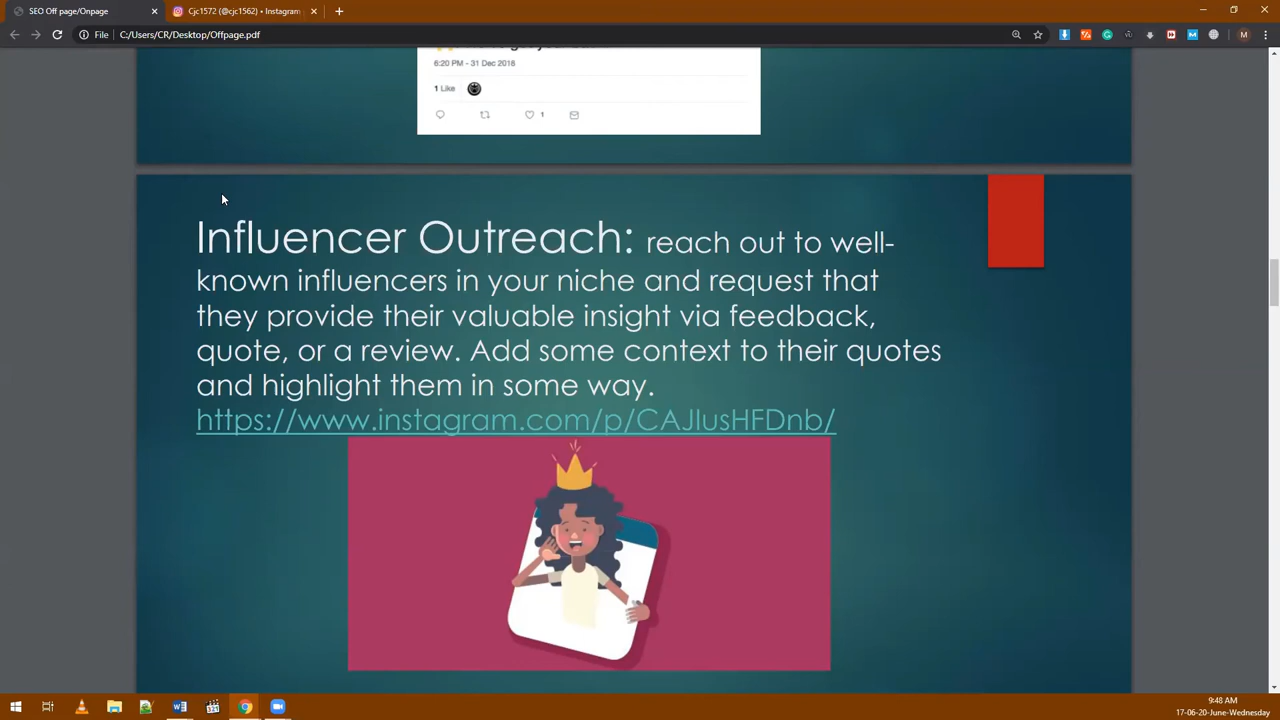 SEO Off page/Onpage
Cjc1572 (@cjc1562) • Instagram
File C:/Users/CR/Desktop/Offpage.pdf
M
6:20 PM - 31 Dec 2018
1 Like
1
Influencer Outreach: reach out to well-
known influencers in your niche and request that
they provide their valuable insight via feedback,
quote, or a review. Add some context to their quotes
and highlight them in some way.
https://www.instagram.com/p/CAJlusHFDnb/
9:48 AM
17-06-20-June-Wednesday